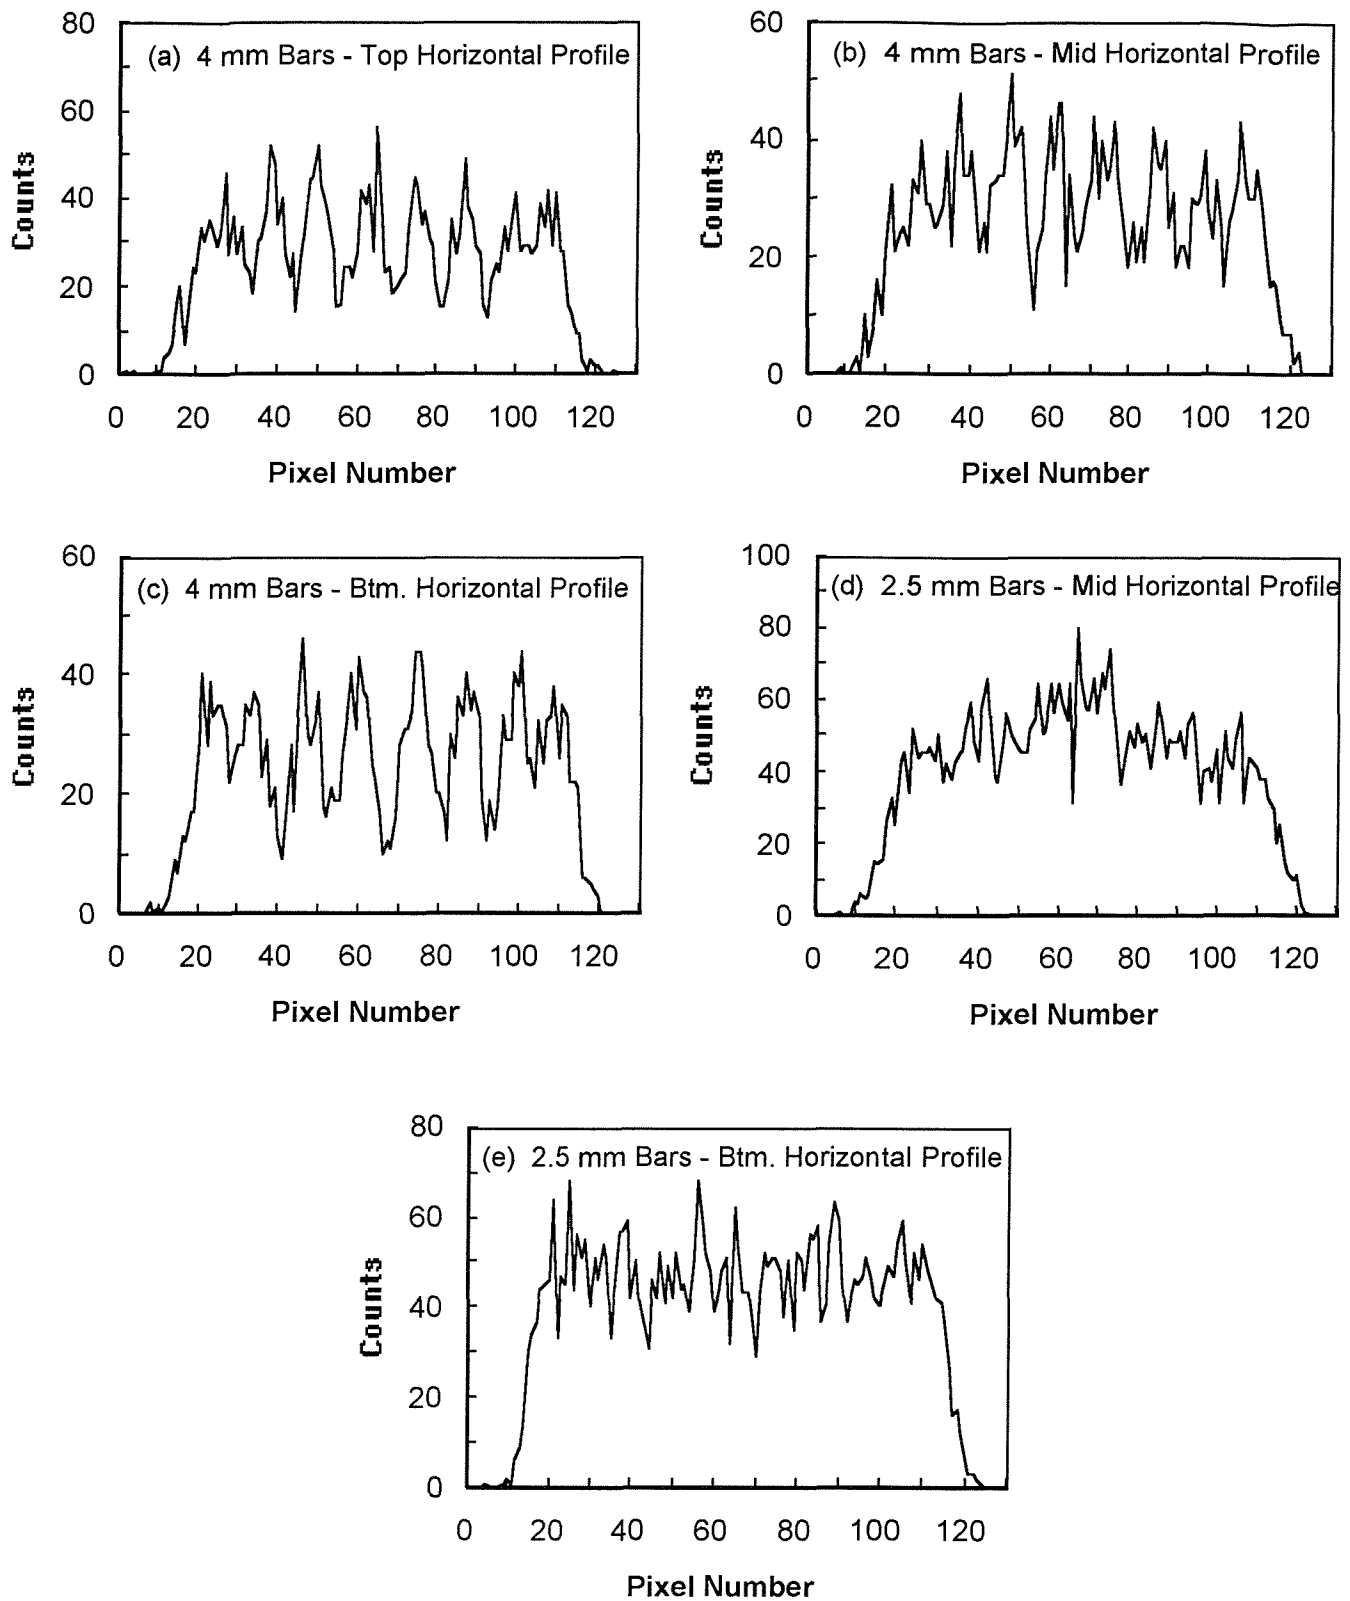 80
60
40
20
0
Counts
(a) 4 mm Bars - Top Horizontal Profile
0 20 40 60 80 100 120
Pixel Number
60
40
20
0
Counts
(b) 4 mm Bars - Mid Horizontal Profile
0 20 40 60 80 100 120
Pixel Number
60
40
20
0
Counts
(c) 4 mm Bars - Btm. Horizontal Profile
0 20 40 60 80 100 120
Pixel Number
100
80
60
40
20
0
Counts
(d) 2.5 mm Bars - Mid Horizontal Profile
0 20 40 60 80 100 120
Pixel Number
80
60
40
20
0
Counts
(e) 2.5 mm Bars - Btm. Horizontal Profile
0 20 40 60 80 100 120
Pixel Number